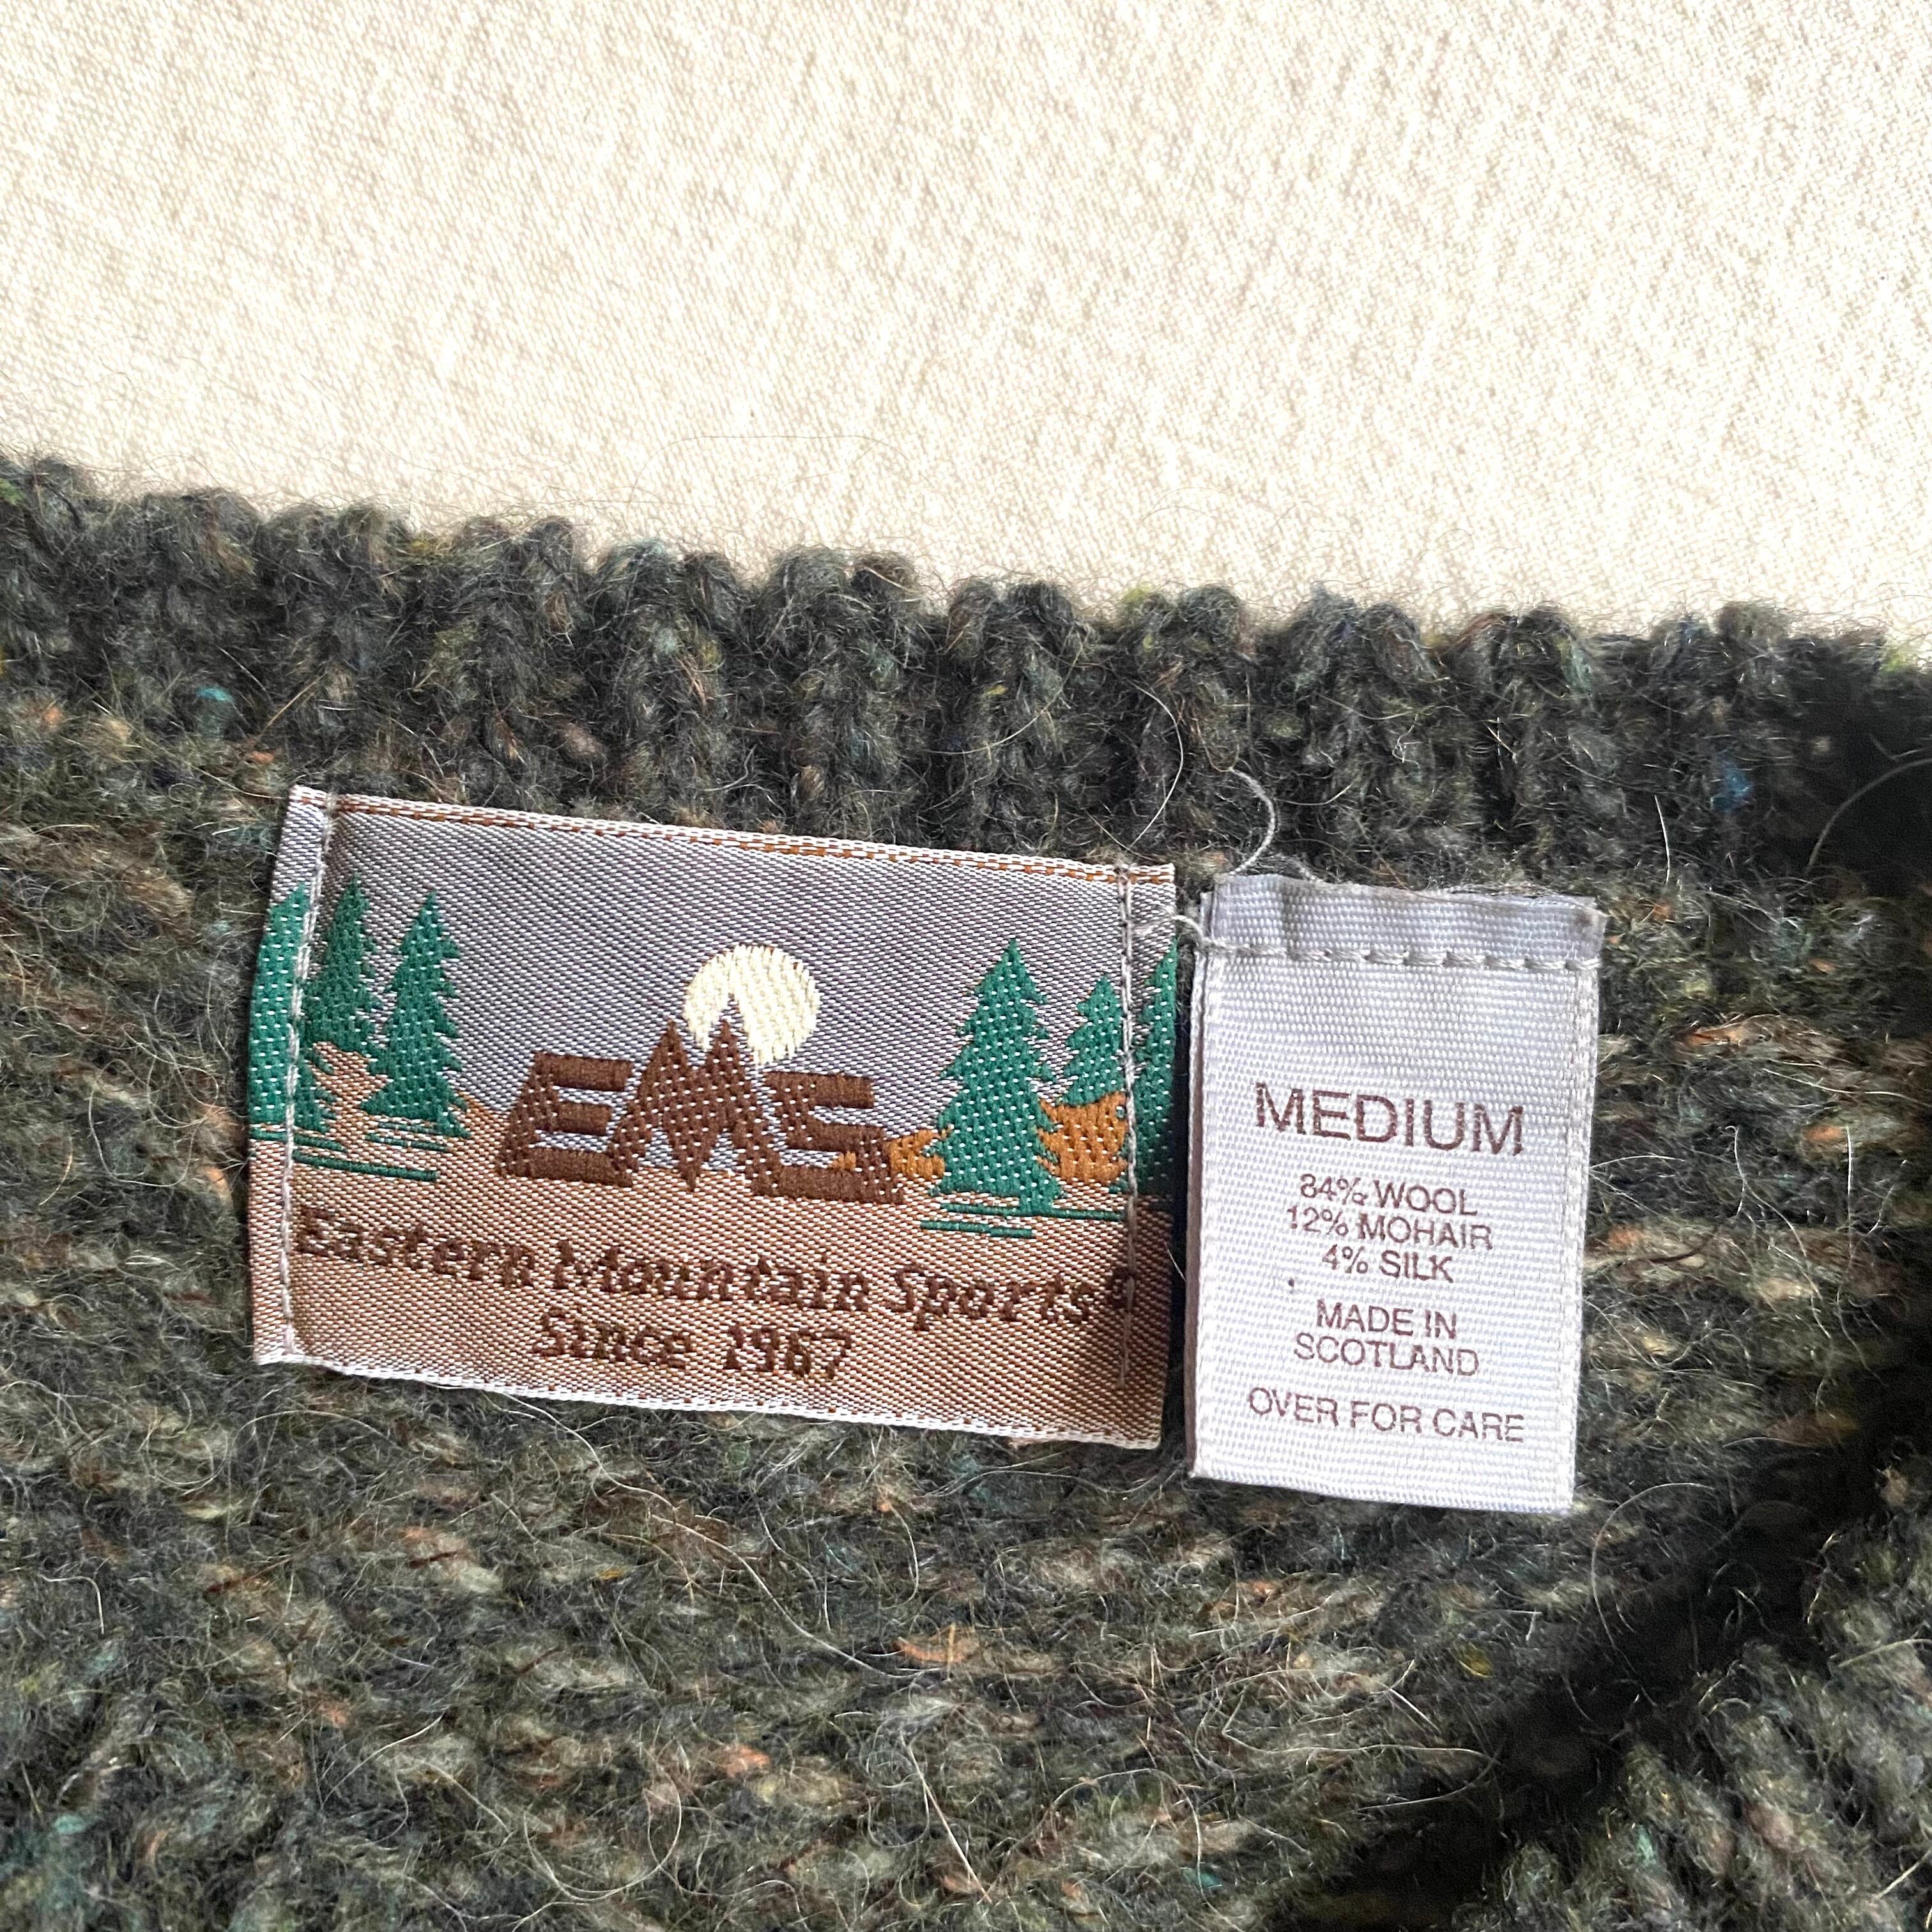 EMS
Eastern Mountain Sports®
Since 1967
MEDIUM
84% WOOL
12% MOHAIR
4% SILK
MADE IN
SCOTLAND
OVER FOR CARE